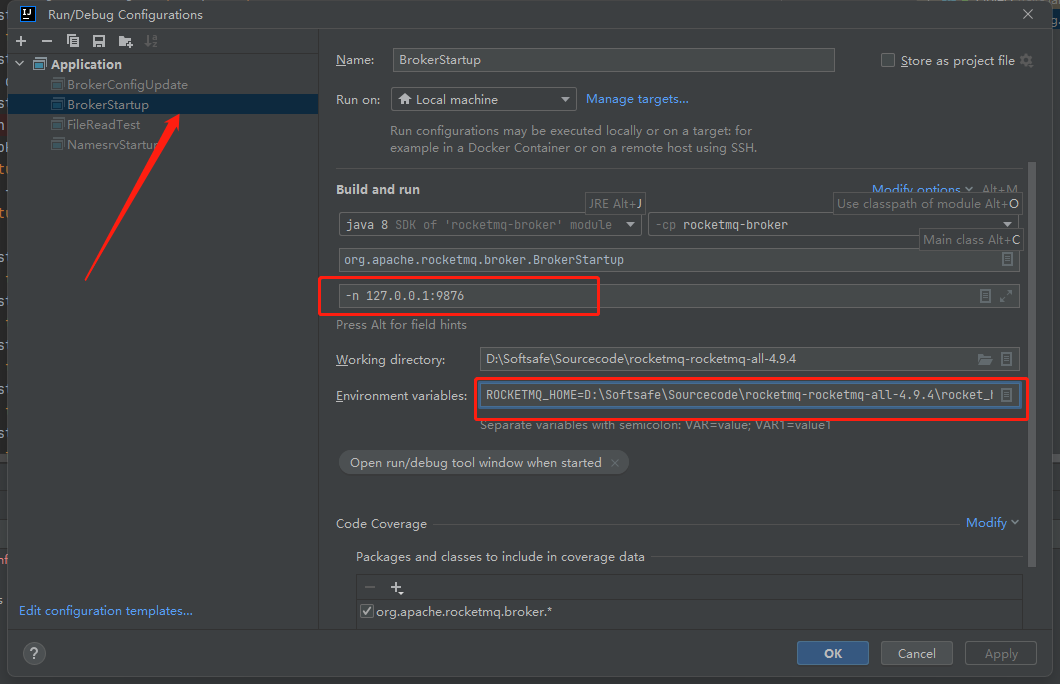 Run/Debug Configurations
Application
BrokerConfigUpdate
BrokerStartup
FileReadTest
NamesrvStartup
Edit configuration templates...
Name: BrokerStartup
Store as project file
Run on: Local machine
Manage targets...
Run configurations may be executed locally or on a target: for
example in a Docker Container or on a remote host using SSH.
Build and run
Modify options Alt+M
JRE Alt+J
Use classpath of module Alt+O
java 8 SDK of 'rocketmq-broker' module
-cp rocketmq-broker
Main class Alt+C
org.apache.rocketmq.broker.BrokerStartup
-n 127.0.0.1:9876
Press Alt for field hints
Working directory: D:\Softsafe\Sourcecode\rocketmq-rocketmq-all-4.9.4
Environment variables: ROCKETMQ_HOME=D:\Softsafe\Sourcecode\rocketmq-rocketmq-all-4.9.4\rocket_
Separate variables with semicolon: VAR=value; VAR1=value1
Open run/debug tool window when started
Code Coverage
Modify
Packages and classes to include in coverage data
org.apache.rocketmq.broker.*
?
OK
Cancel
Apply